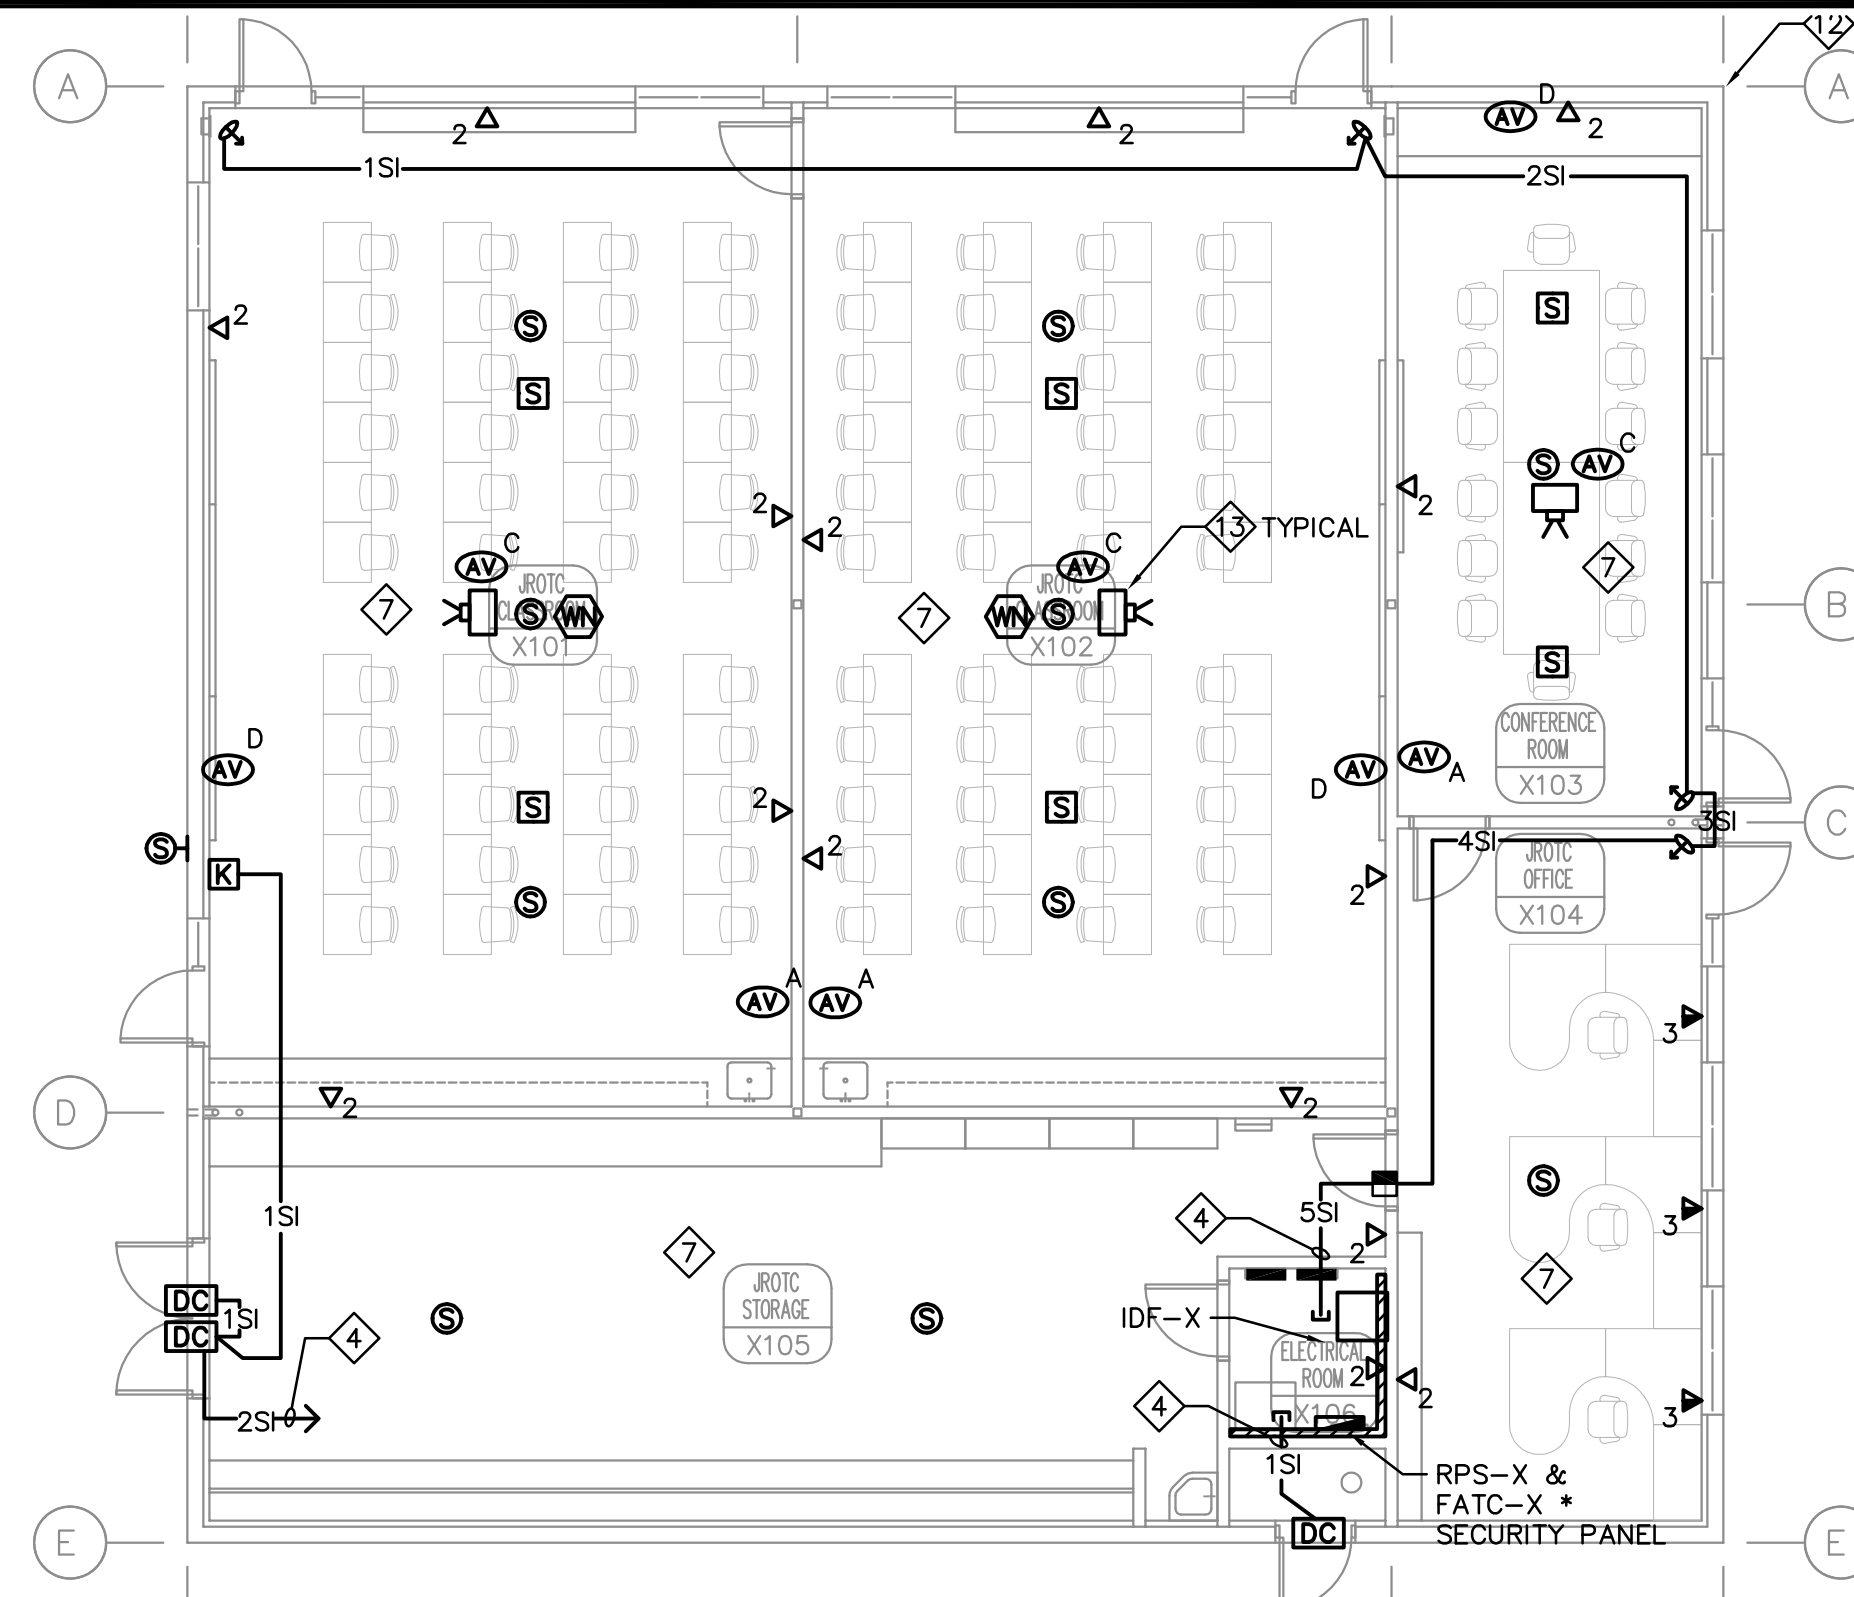 12
A
A
D
AV
2
2
2
1SI
2SI
2
S
S
S
S
S
S
AV
C
2
2
2
13 TYPICAL
C
AV
C
AV
7
JROTC
CLASSROOM
X101
S
WN
7
WN
S
JROTC
CLASSROOM
X102
7
B
S
CONFERENCE
ROOM
X103
D
AV
D
AV
AV
A
2
S
S
S
K
2
2
3SI
4SI
C
JROTC
OFFICE
X104
S
S
A
AV
A
AV
3
D
2
2
S
3
1SI
4
5SI
2
7
7
JROTC
STORAGE
X105
S
S
DC
DC
1SI
4
2SI
IDF-X
ELECTRICAL
ROOM
X106
2
2
3
4
1SI
DC
RPS-X &
FATC-X *
SECURITY PANEL
E
E